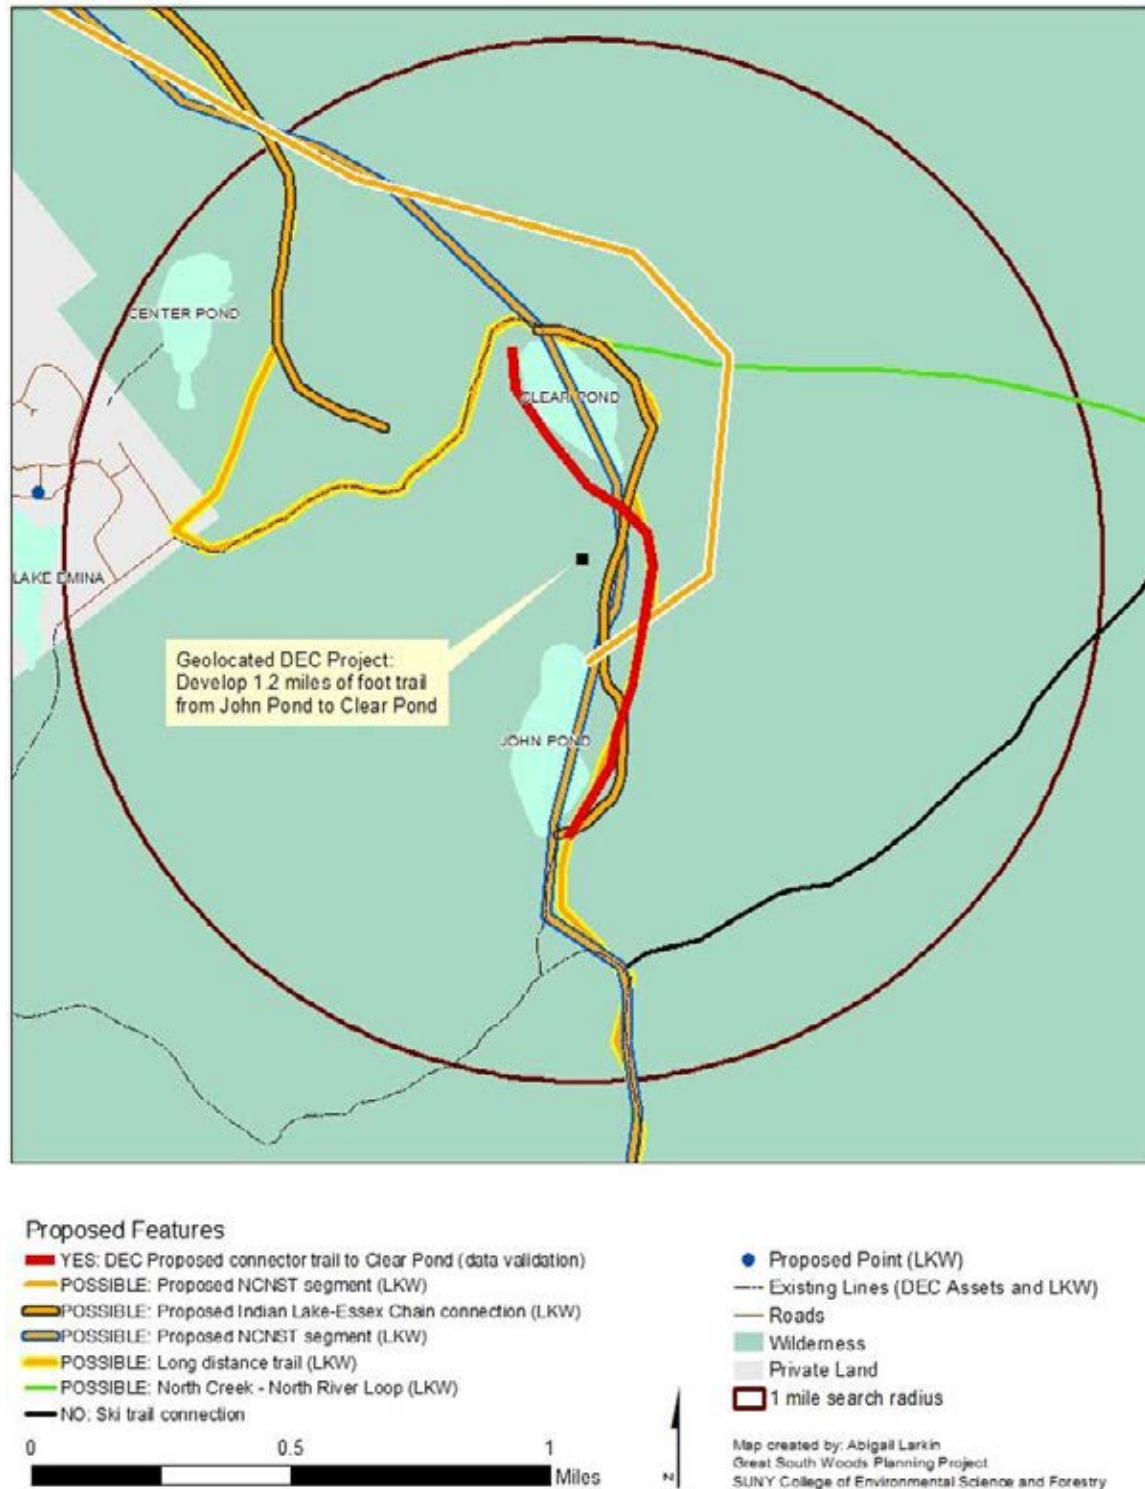 CENTER POND
CLEAR POND
LAKE EMINA
Geolocated DEC Project:
Develop 1.2 miles of foot trail
from John Pond to Clear Pond
JOHN POND
Proposed Features
YES: DEC Proposed connector trail to Clear Pond (data validation)
POSSIBLE: Proposed NCNST segment (LKW)
POSSIBLE: Proposed Indian Lake-Essex Chain connection (LKW)
POSSIBLE: Proposed NCNST segment (LKW)
POSSIBLE: Long distance trail (LKW)
POSSIBLE: North Creek - North River Loop (LKW)
NO: Ski trail connection
0 0.5 1
Miles
N
Proposed Point (LKW)
Existing Lines (DEC Assets and LKW)
Roads
Wilderness
Private Land
1 mile search radius
Map created by: Abigail Larkin
Great South Woods Planning Project
SUNY College of Environmental Science and Forestry